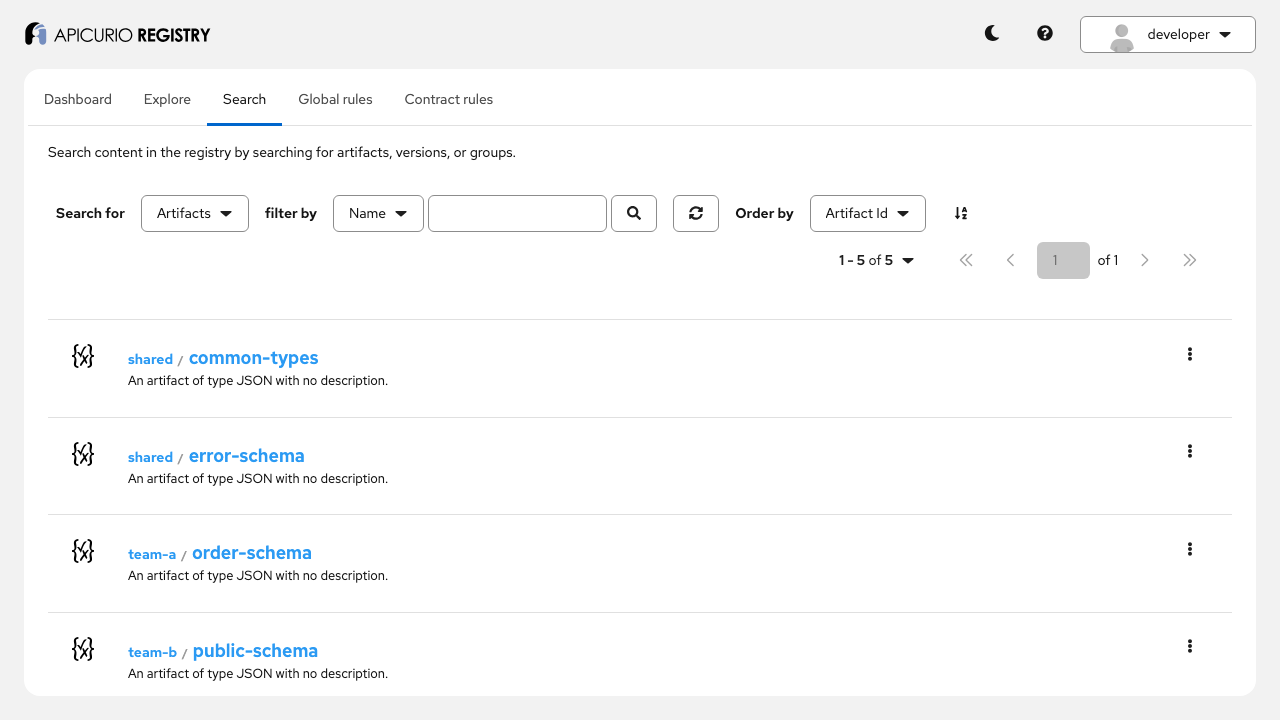 APICURIO REGISTRY
developer
Dashboard
Explore
Search
Global rules
Contract rules
Search content in the registry by searching for artifacts, versions, or groups.
Search for
Artifacts
filter by
Name
Order by
Artifact Id
1 - 5 of 5
1
of 1
shared / common-types
An artifact of type JSON with no description.
shared / error-schema
An artifact of type JSON with no description.
team-a / order-schema
An artifact of type JSON with no description.
team-b / public-schema
An artifact of type JSON with no description.